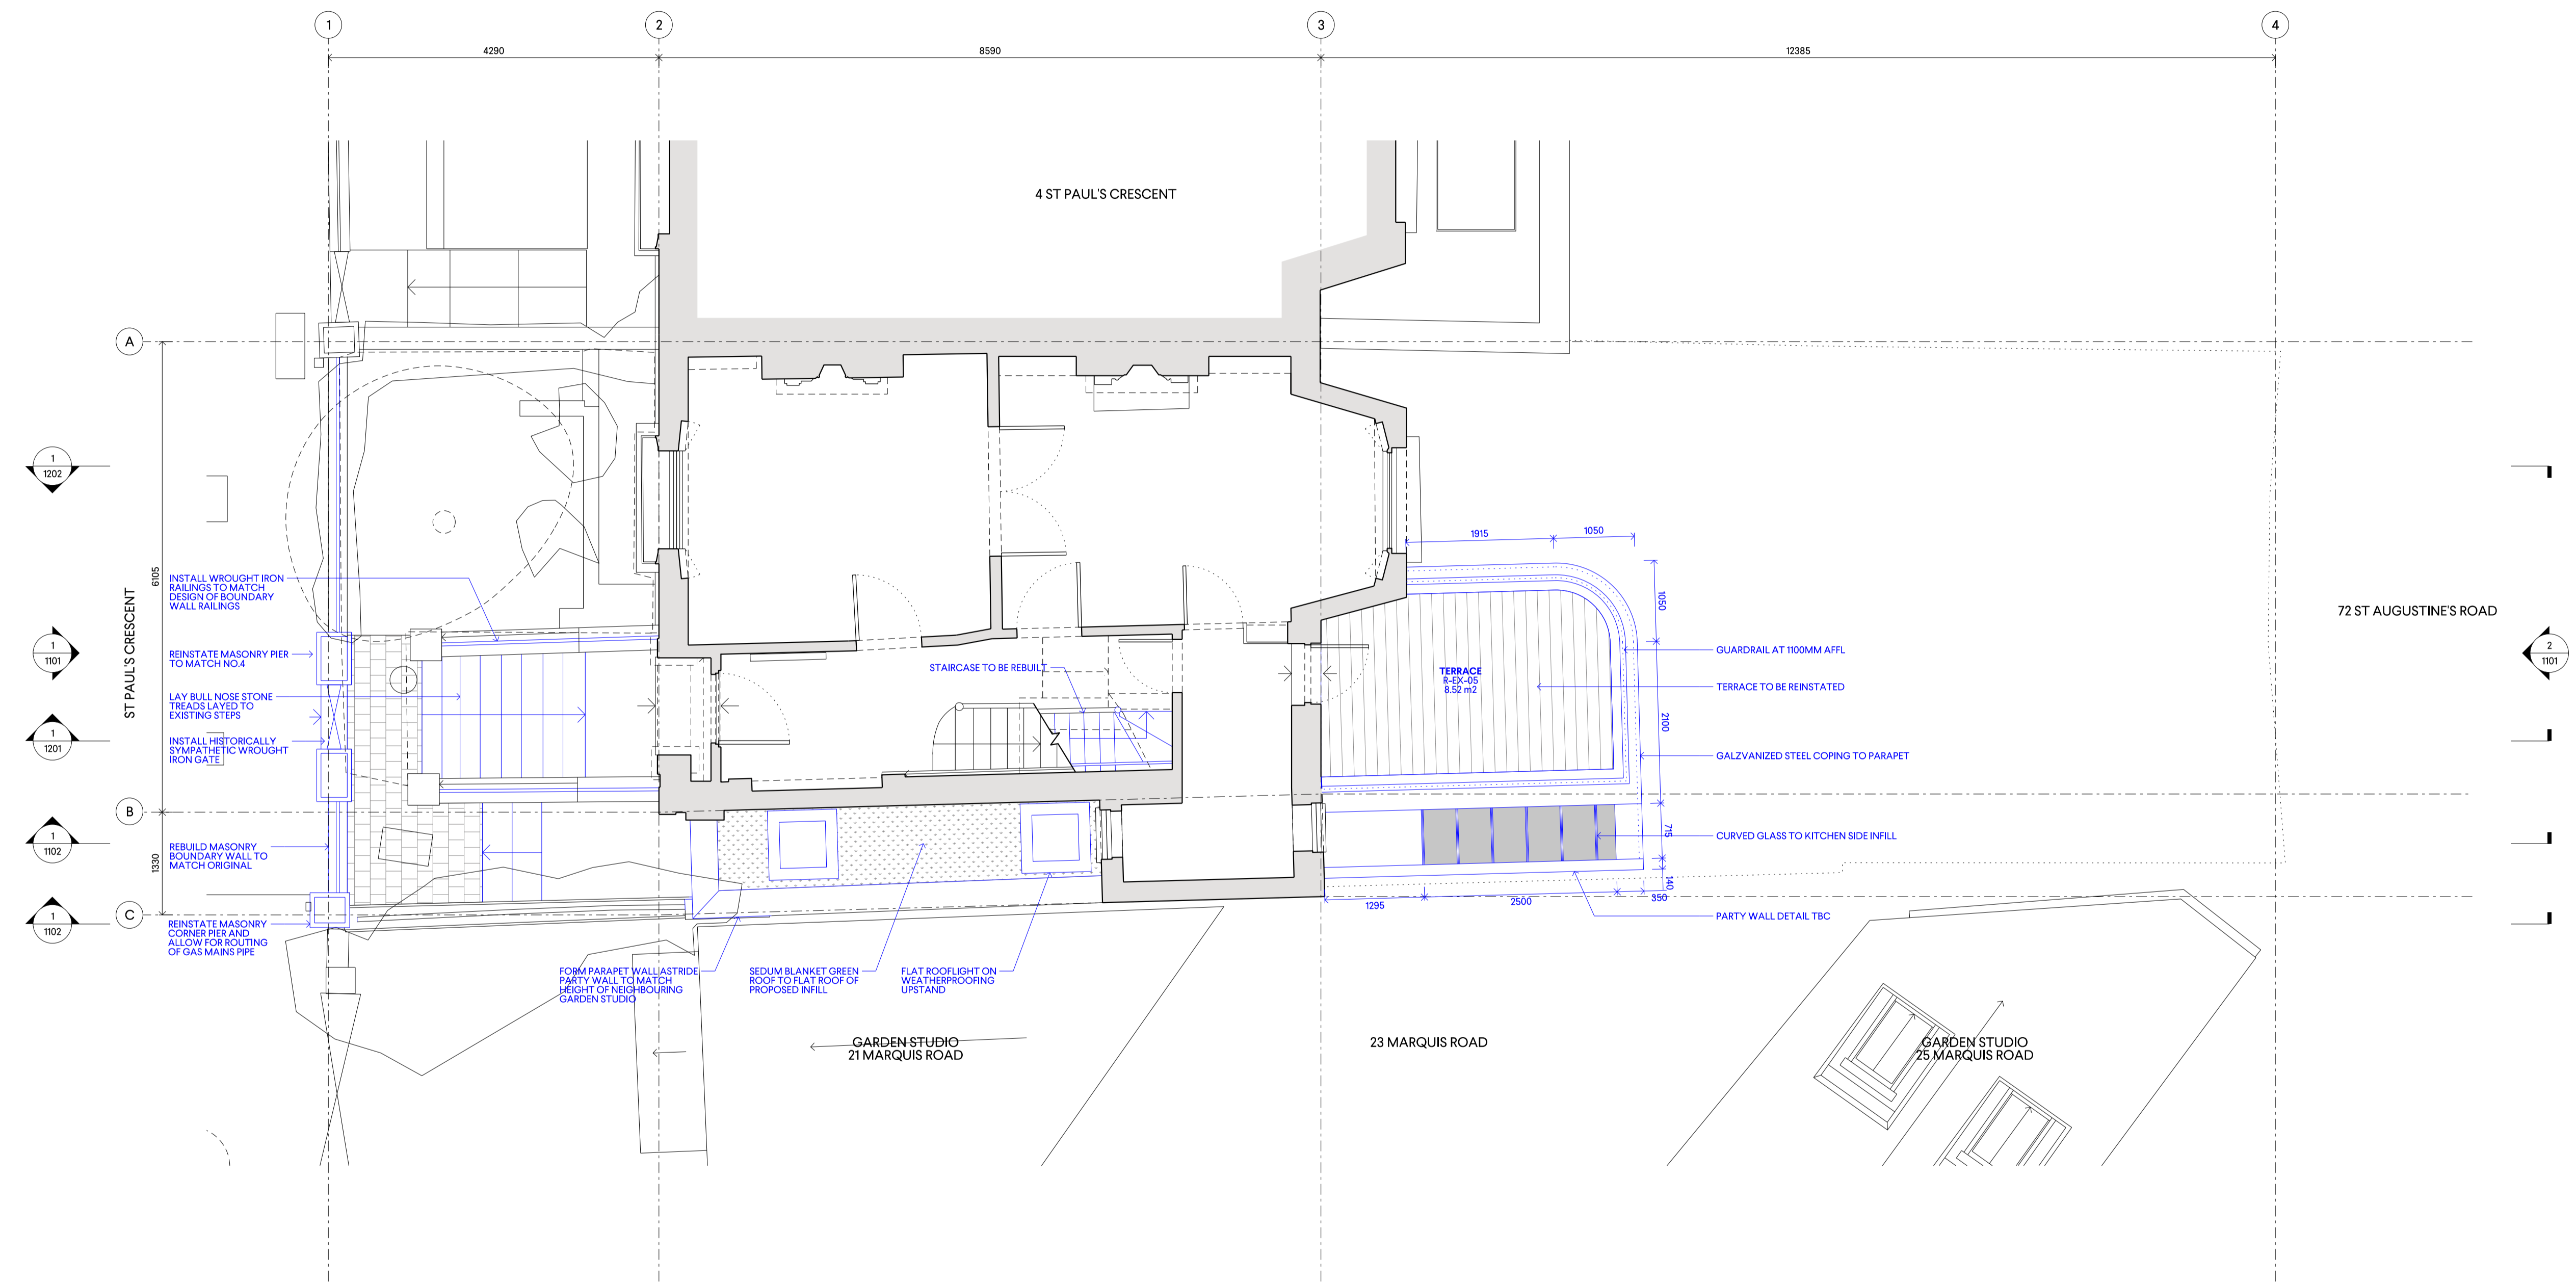 1
2
3
4
4290
8590
12385
4 ST PAUL'S CRESCENT
A
1
1202
1915
1050
6105
INSTALL WROUGHT IRON
RAILINGS TO MATCH
DESIGN OF BOUNDARY
WALL RAILINGS
1050
72 ST AUGUSTINE'S ROAD
ST PAUL'S CRESCENT
1
1101
REINSTATE MASONRY PIER
TO MATCH NO.4
STAIRCASE TO BE REBUILT
TERRACE
R-EX-05
8.52 m2
GUARDRAIL AT 1100MM AFFL
2
1101
TERRACE TO BE REINSTATED
LAY BULL NOSE STONE
TREADS LAYED TO
EXISTING STEPS
2100
1
1201
INSTALL HISTORICALLY
SYMPATHETIC WROUGHT
IRON GATE
GALZVANIZED STEEL COPING TO PARAPET
B
1
1102
715
CURVED GLASS TO KITCHEN SIDE INFILL
REBUILD MASONRY
BOUNDARY WALL TO
MATCH ORIGINAL
1330
140
1295
2500
350
C
1
1102
PARTY WALL DETAIL TBC
REINSTATE MASONRY
CORNER PIER AND
ALLOW FOR ROUTING
OF GAS MAINS PIPE
FORM PARAPET WALL ASTRIDE
PARTY WALL TO MATCH
HEIGHT OF NEIGHBOURING
GARDEN STUDIO
SEDUM BLANKET GREEN
ROOF TO FLAT ROOF OF
PROPOSED INFILL
FLAT ROOFLIGHT ON
WEATHERPROOFING
UPSTAND
GARDEN STUDIO
21 MARQUIS ROAD
23 MARQUIS ROAD
GARDEN STUDIO
25 MARQUIS ROAD